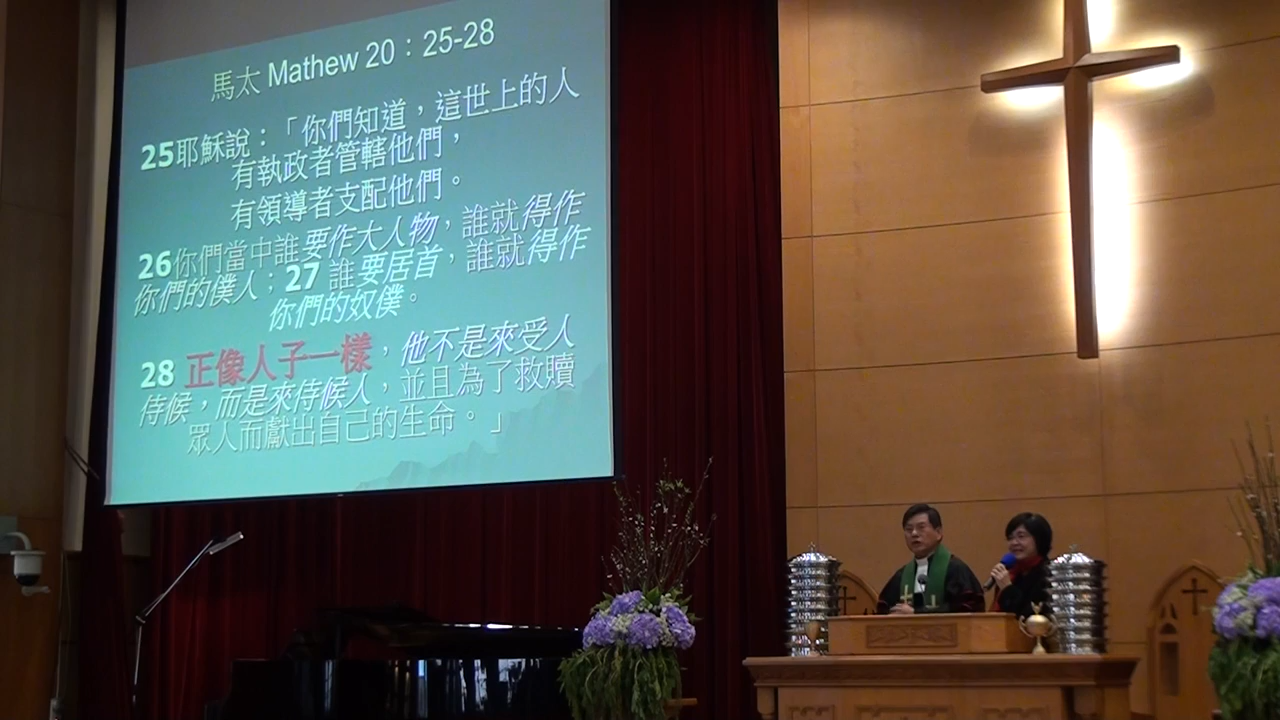 馬太 Mathew 20：25-28
25耶穌說：「你們知道，這世上的人
有執政者管轄他們，
有領導者支配他們。
26你們當中誰要作大人物，誰就得作
你們的僕人；27 誰要居首，誰就得作
你們的奴僕。
28 正像人子一樣，他不是來受人
侍候，而是來侍候人，並且為了救贖
眾人而獻出自己的生命。」